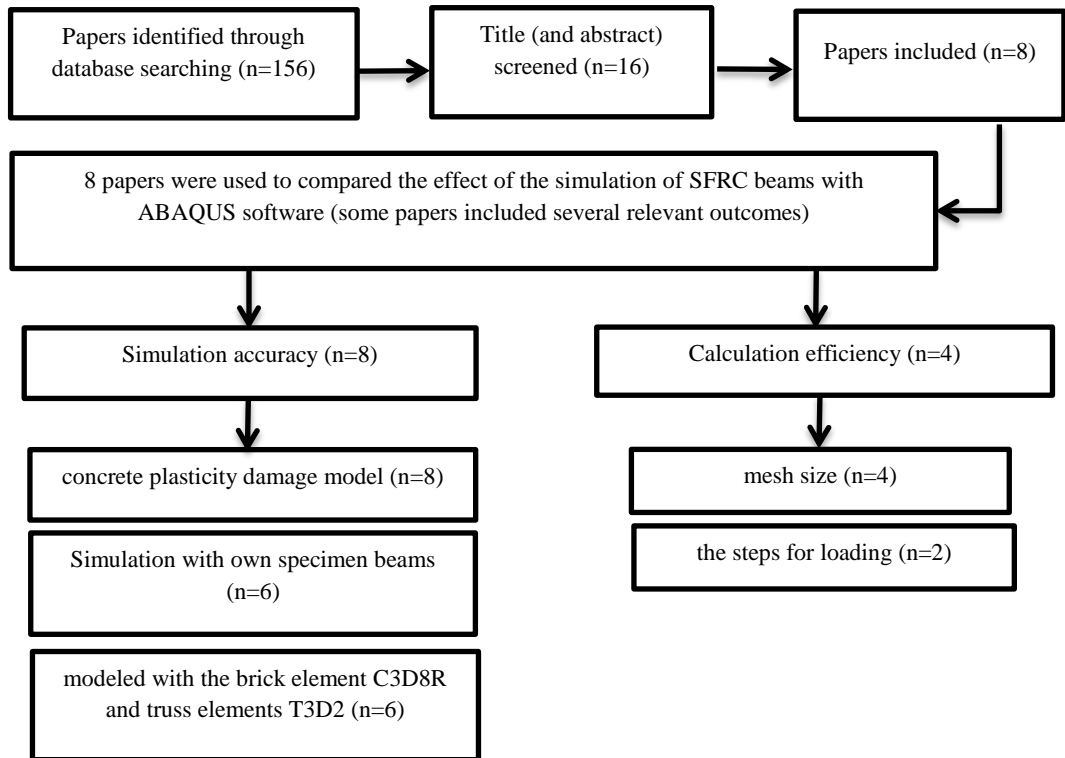 Papers identified through
database searching (n=156)
Title (and abstract)
screened (n=16)
Papers included (n=8)
8 papers were used to compared the effect of the simulation of SFRC beams with
ABAQUS software (some papers included several relevant outcomes)
Simulation accuracy (n=8)
Calculation efficiency (n=4)
concrete plasticity damage model (n=8)
mesh size (n=4)
Simulation with own specimen beams
(n=6)
the steps for loading (n=2)
modeled with the brick element C3D8R
and truss elements T3D2 (n=6)